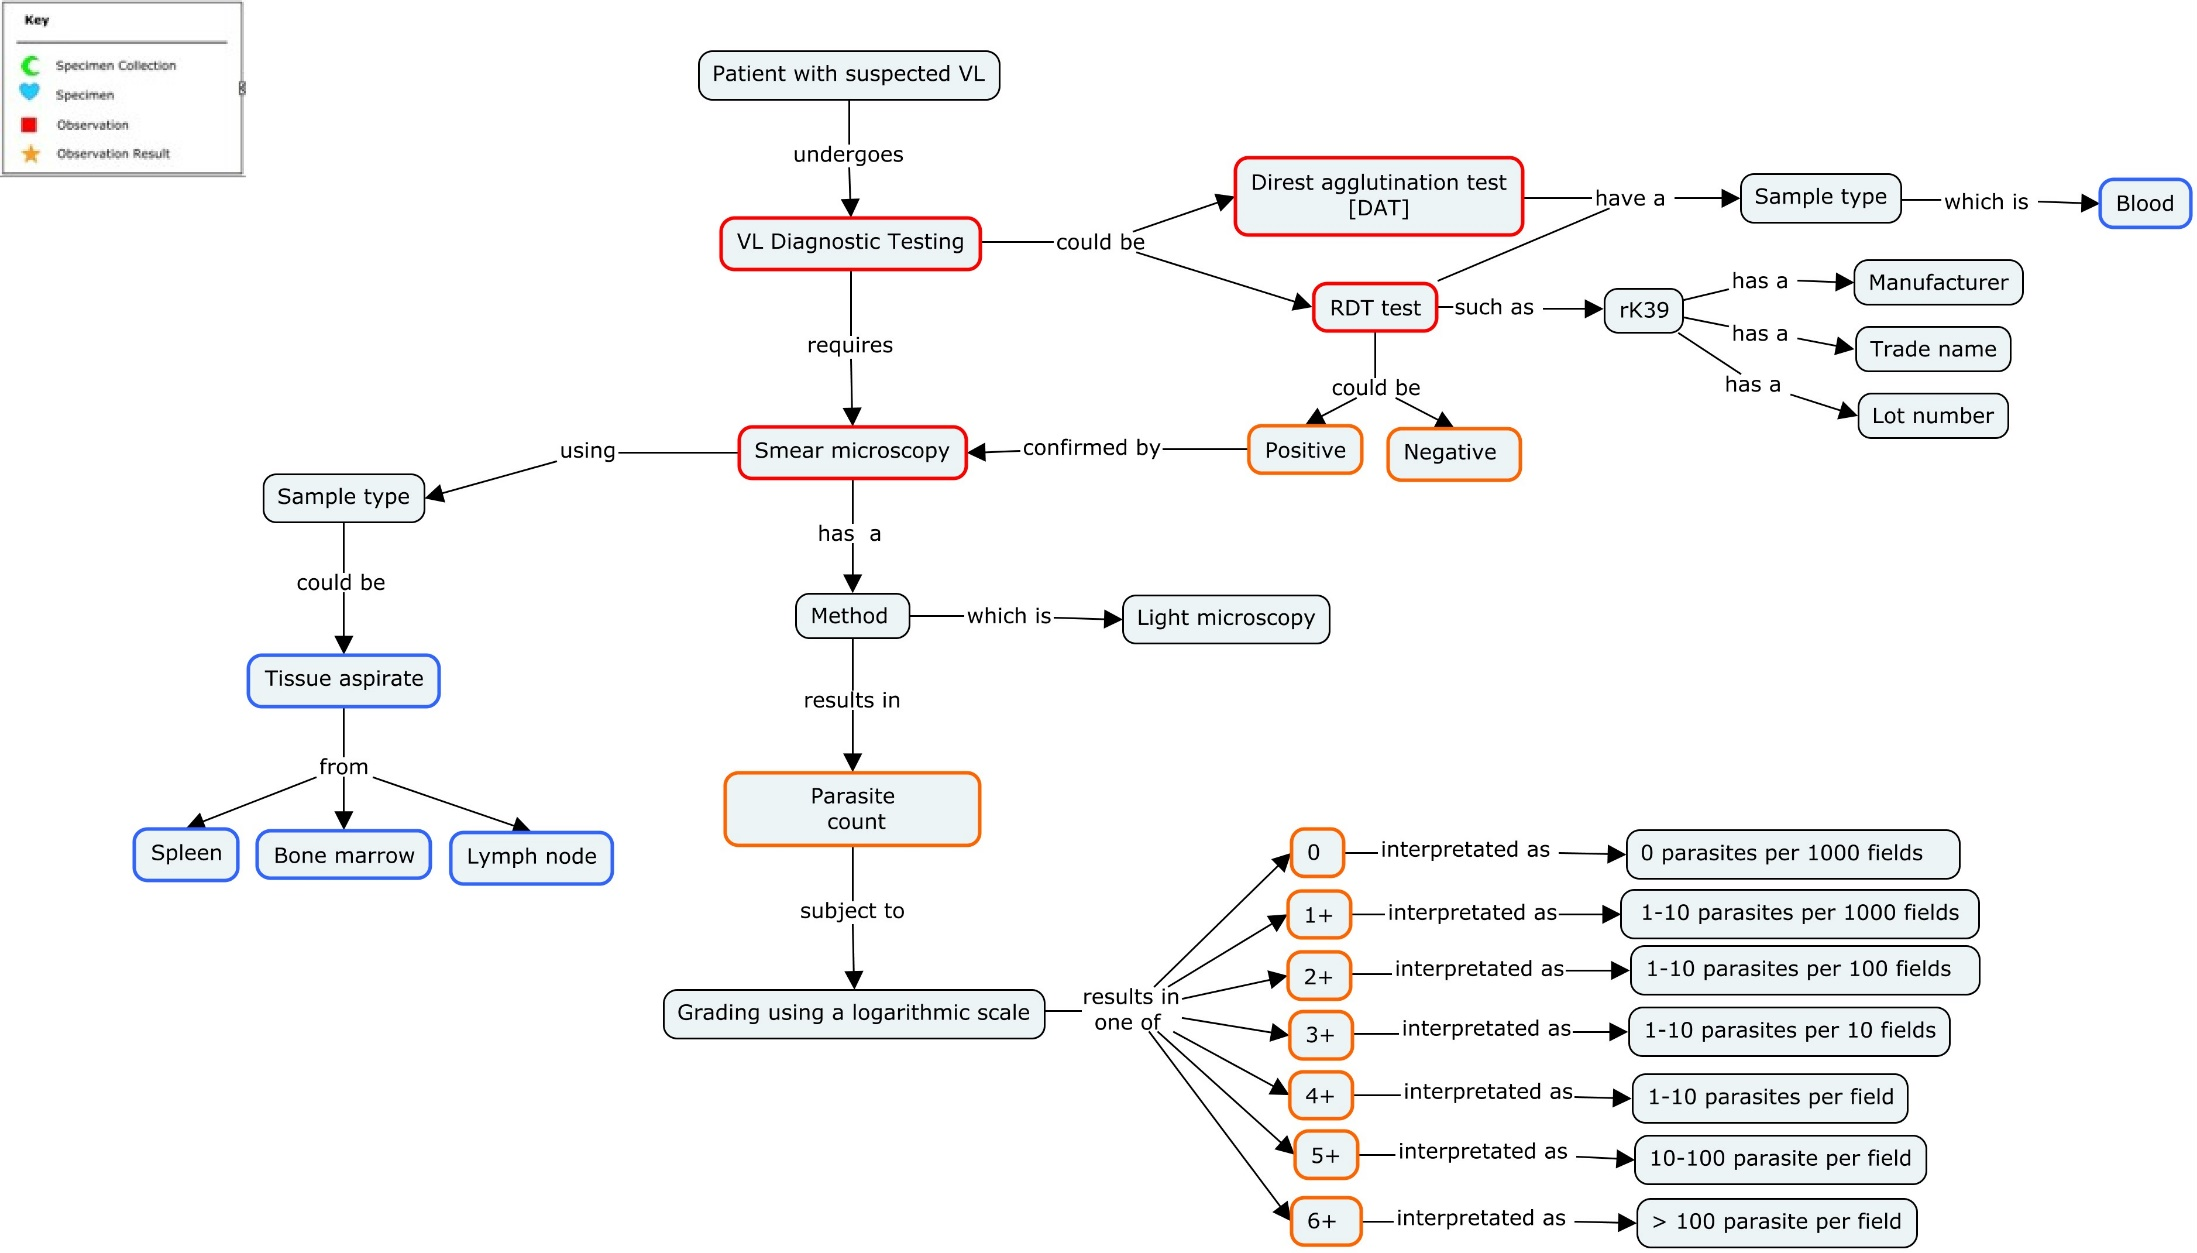 Key
Specimen Collection
Specimen
Observation
Observation Result
Patient with suspected VL
undergoes
VL Diagnostic Testing
could be
Direst agglutination test
[DAT]
have a
Sample type
which is
Blood
RDT test
such as
rK39
has a
Manufacturer
has a
Trade name
has a
Lot number
could be
Positive
Negative
confirmed by
requires
Smear microscopy
using
Sample type
could be
Tissue aspirate
from
Spleen
Bone marrow
Lymph node
has a
Method
which is
Light microscopy
results in
Parasite
count
subject to
Grading using a logarithmic scale
results in
one of
0
interpretated as
0 parasites per 1000 fields
1+
interpretated as
1-10 parasites per 1000 fields
2+
interpretated as
1-10 parasites per 100 fields
3+
interpretated as
1-10 parasites per 10 fields
4+
interpretated as
1-10 parasites per field
5+
interpretated as
10-100 parasite per field
6+
interpretated as
> 100 parasite per field